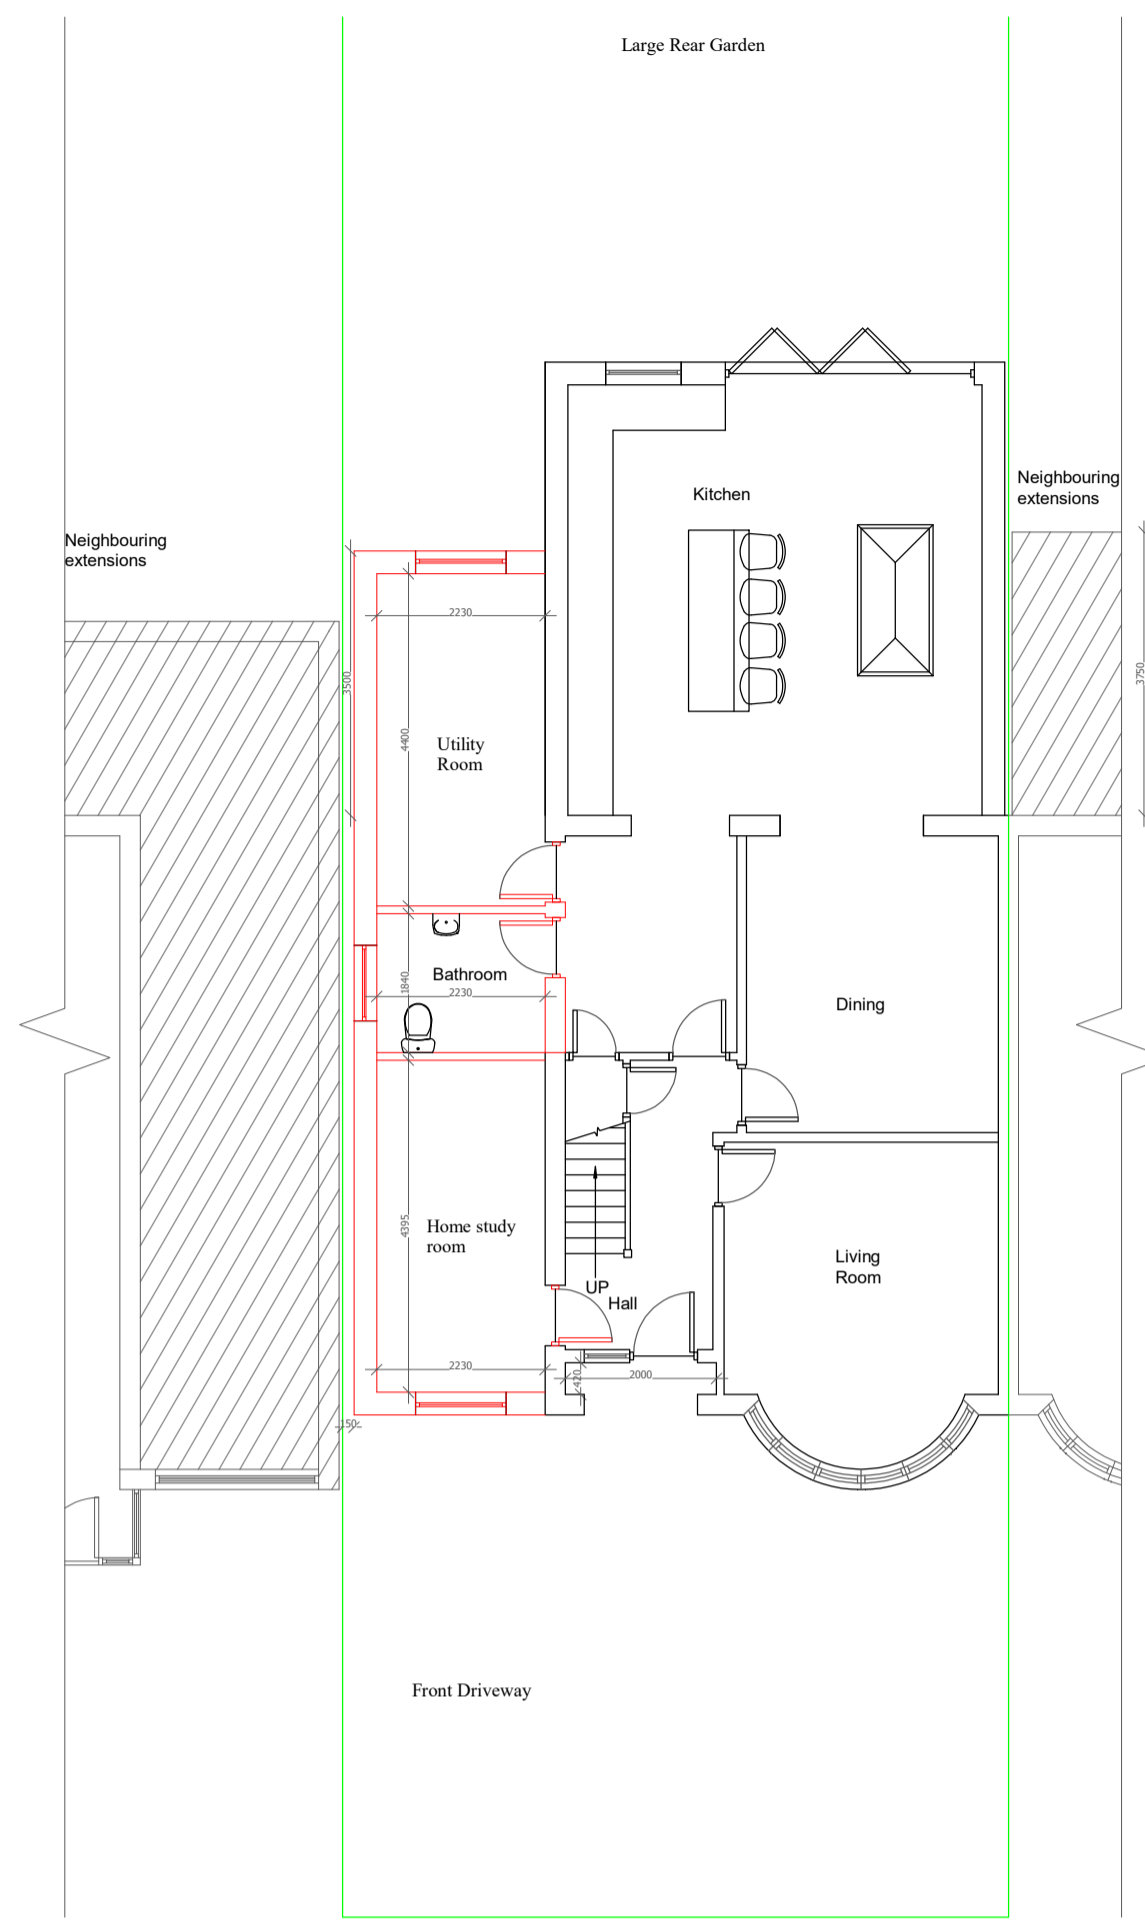 Large Rear Garden
Neighbouring
extensions
Kitchen
Neighbouring
extensions
2230
3500
3750
4400
Utility
Room
Bathroom
1840
2230
Dining
4395
Home study
room
Living
Room
UP
Hall
2230
420
2000
150
Front Driveway